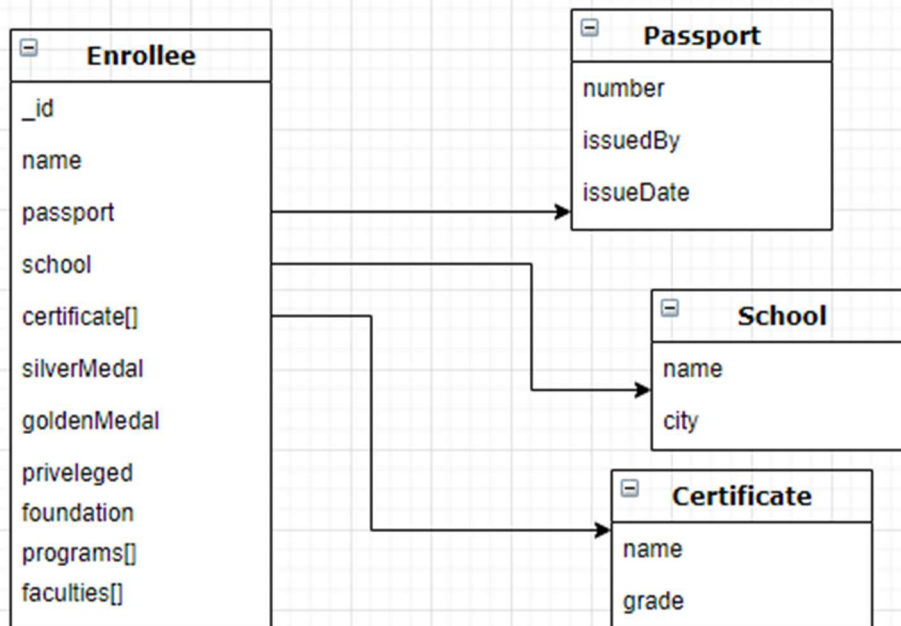 Enrollee
_id
name
passport
school
certificate[]
silverMedal
goldenMedal
priveleged
foundation
programs[]
faculties[]
Passport
number
issuedBy
issueDate
School
name
city
Certificate
name
grade